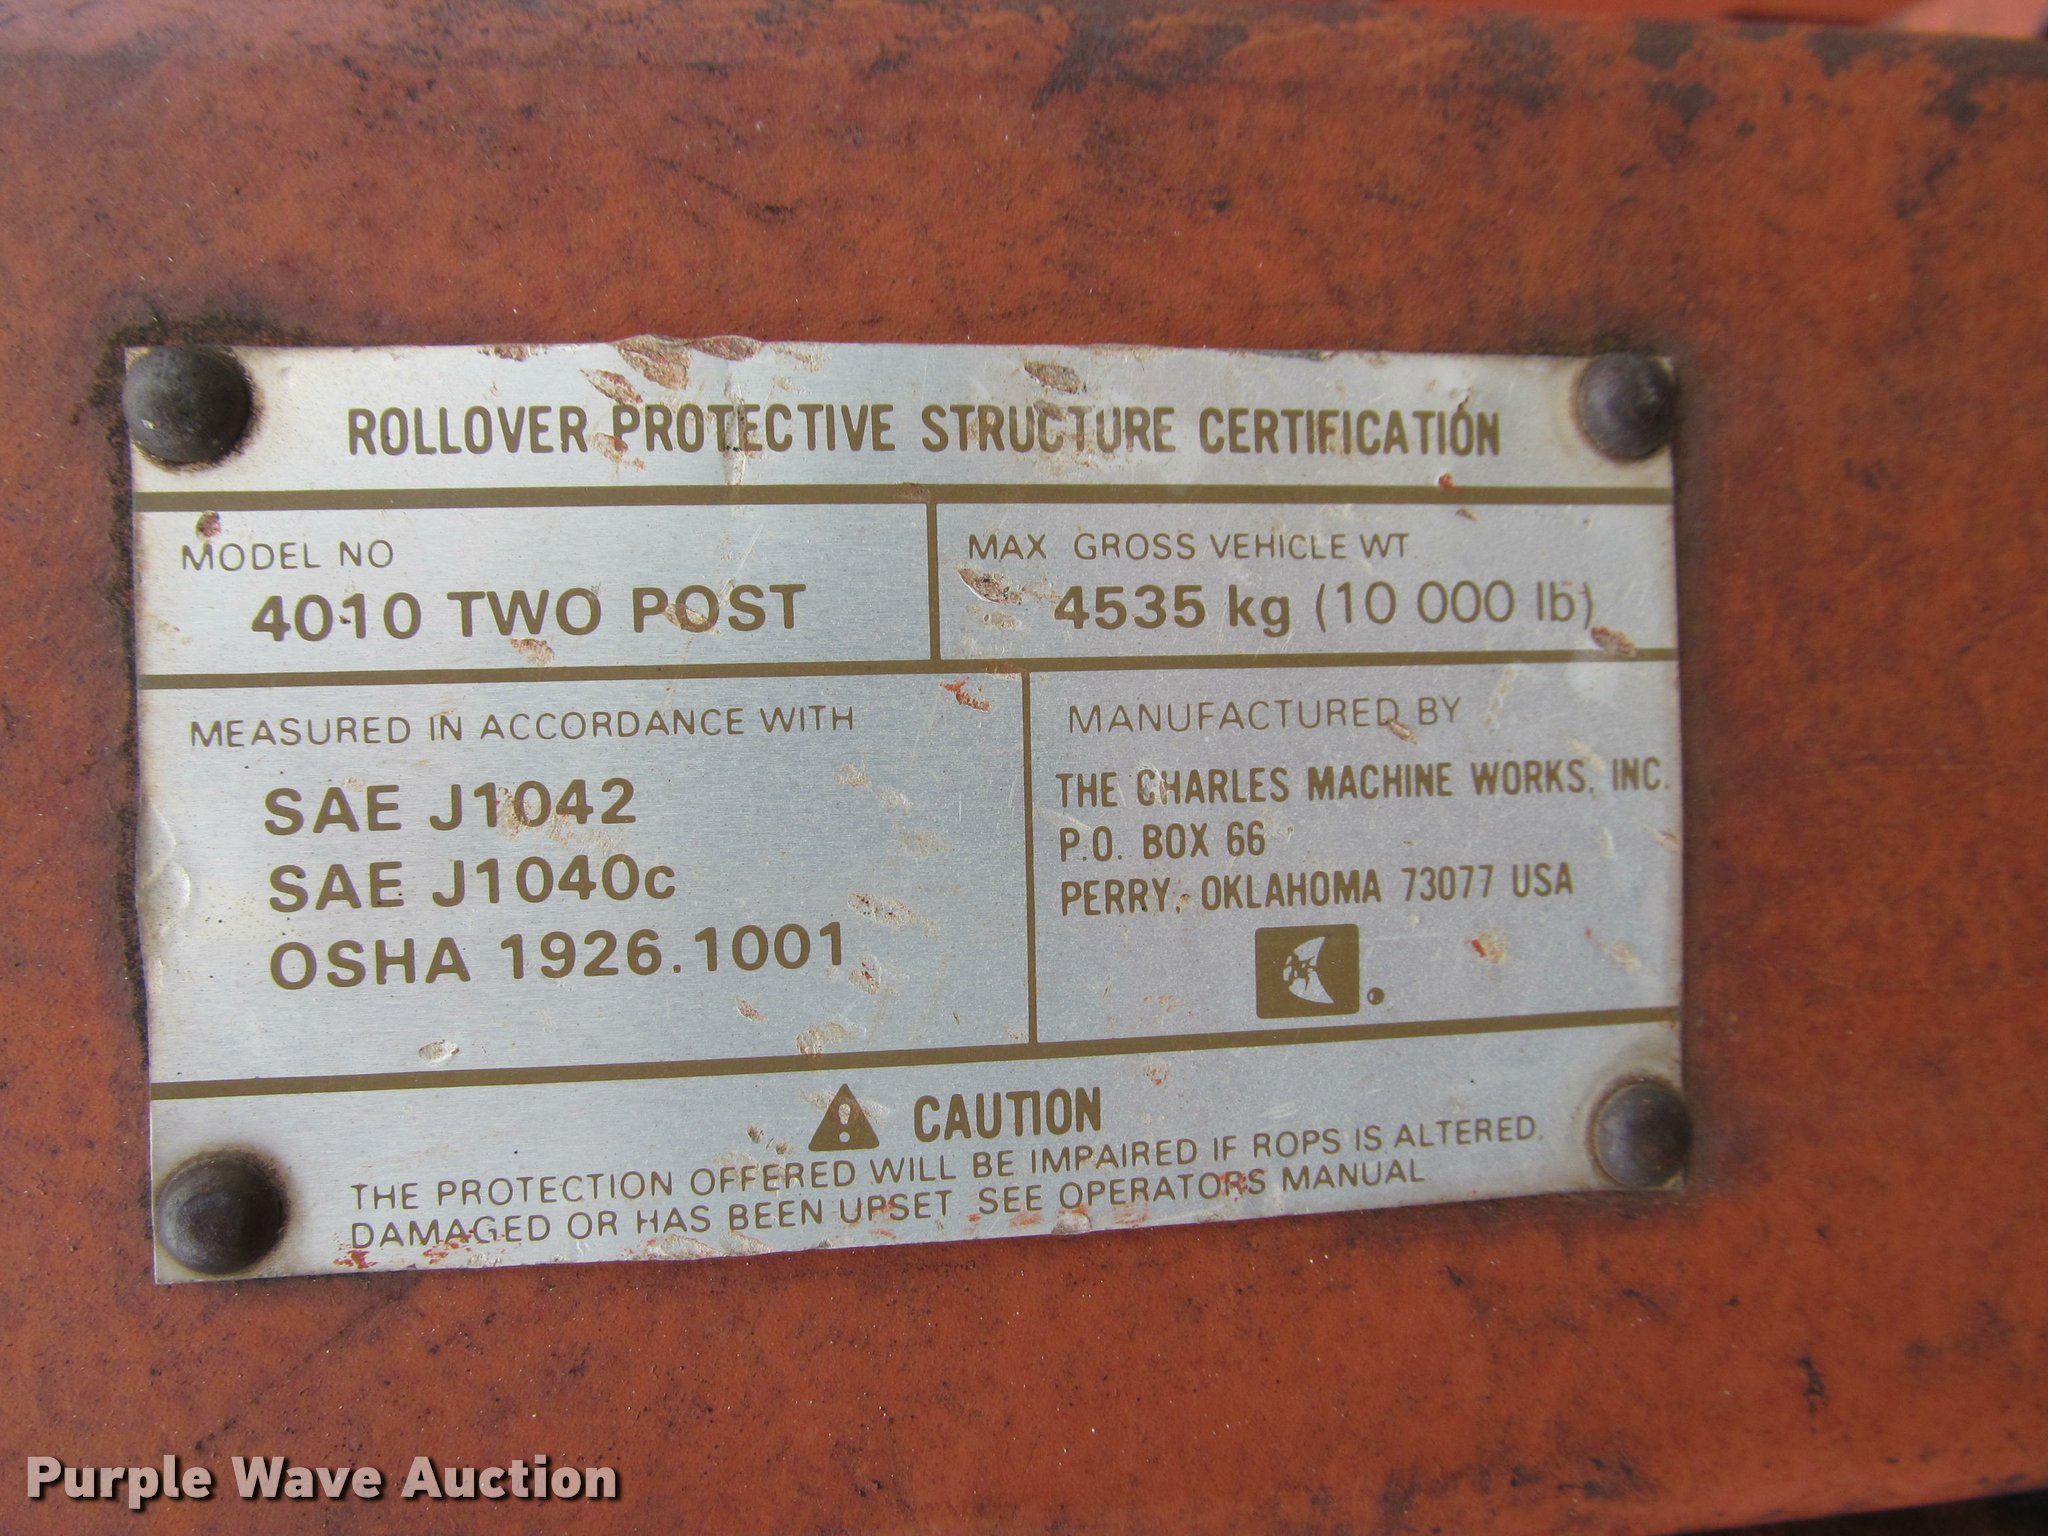 ROLLOVER PROTECTIVE STRUCTURE CERTIFICATION
MODEL NO
4010 TWO POST
MAX GROSS VEHICLE WT
4535 kg (10 000 lb)
MEASURED IN ACCORDANCE WITH
SAE J1042
SAE J1040c
OSHA 1926.1001
MANUFACTURED BY
THE CHARLES MACHINE WORKS, INC.
P.O. BOX 66
PERRY, OKLAHOMA 73077 USA
CAUTION
THE PROTECTION OFFERED WILL BE IMPAIRED IF ROPS IS ALTERED,
DAMAGED OR HAS BEEN UPSET SEE OPERATORS MANUAL
Purple Wave Auction